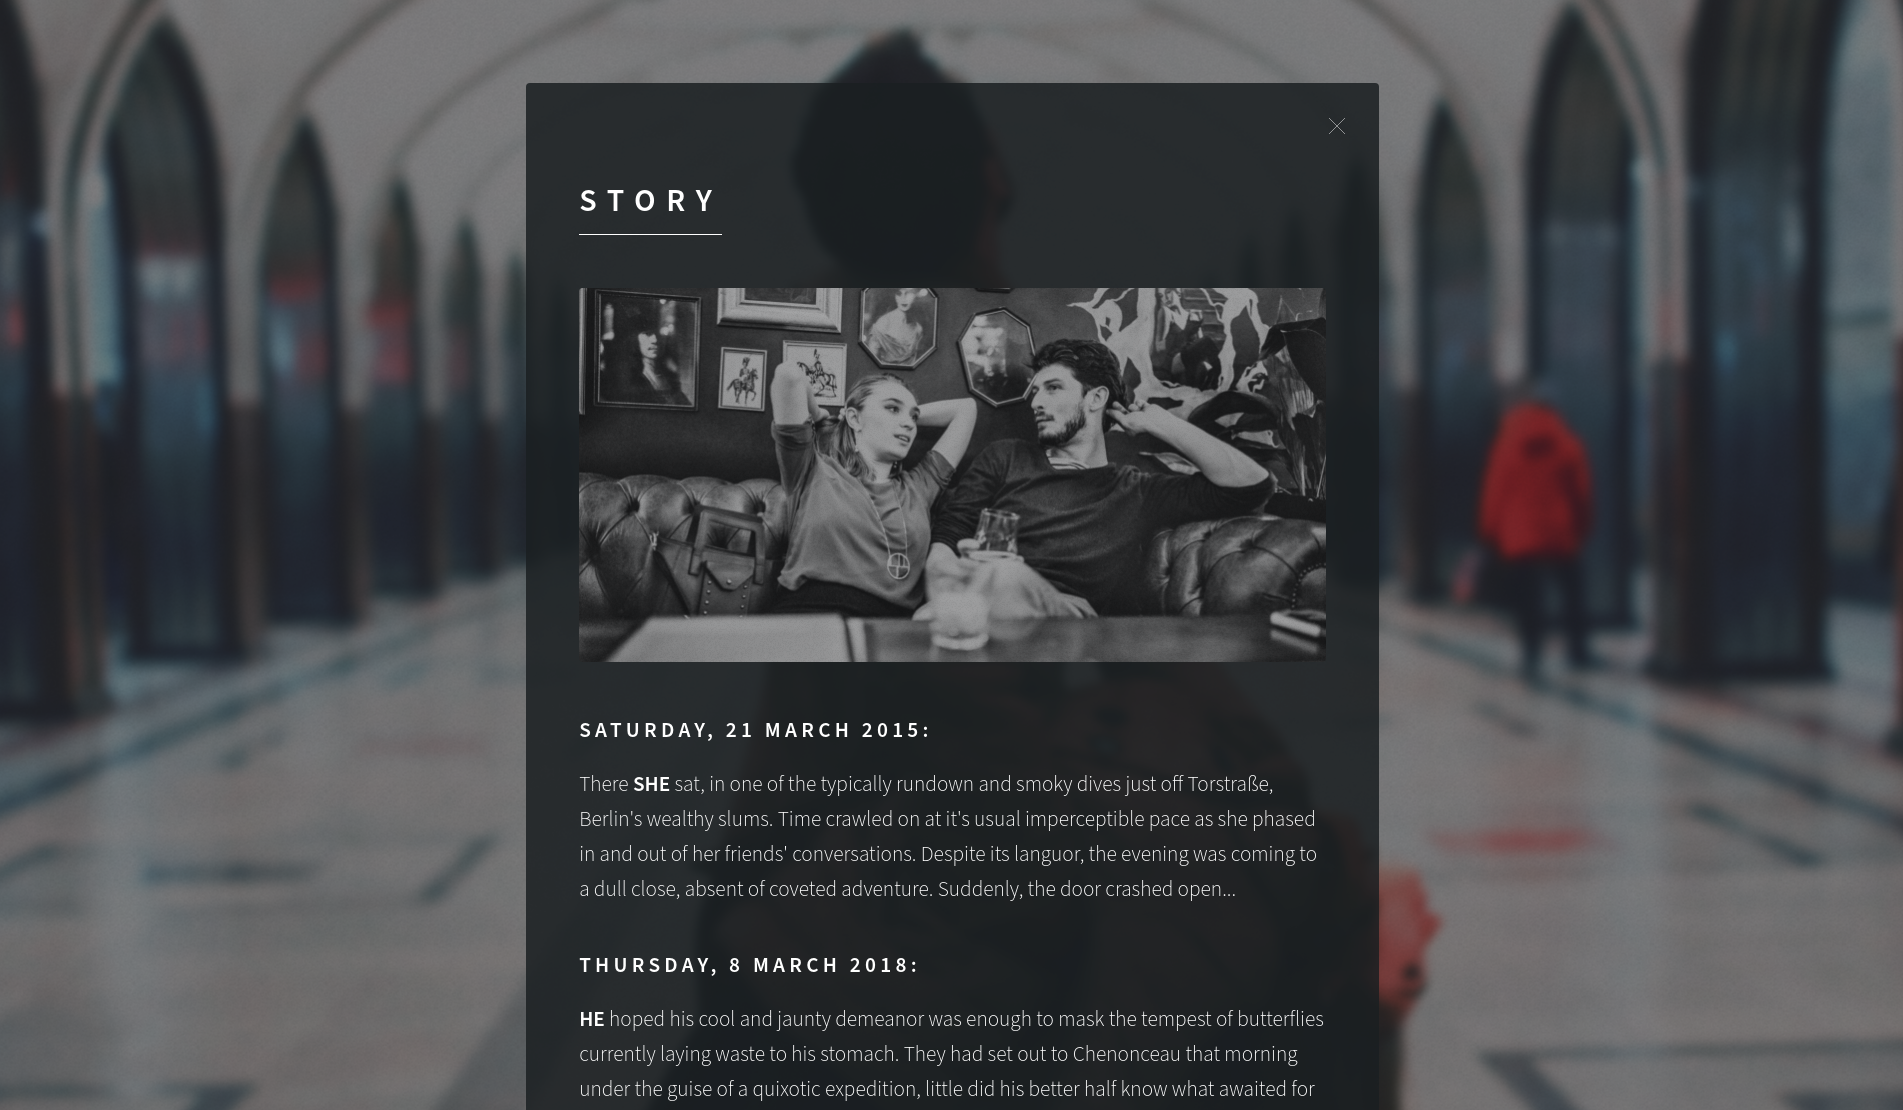 STORY
SATURDAY, 21 MARCH 2015:
There SHE sat, in one of the typically rundown and smoky dives just off Torstraße,
Berlin's wealthy slums. Time crawled on at it's usual imperceptible pace as she phased
in and out of her friends' conversations. Despite its languor, the evening was coming to
a dull close, absent of coveted adventure. Suddenly, the door crashed open...
THURSDAY, 8 MARCH 2018:
HE hoped his cool and jaunty demeanor was enough to mask the tempest of butterflies
currently laying waste to his stomach. They had set out to Chenonceau that morning
under the guise of a quixotic expedition, little did his better half know what awaited for